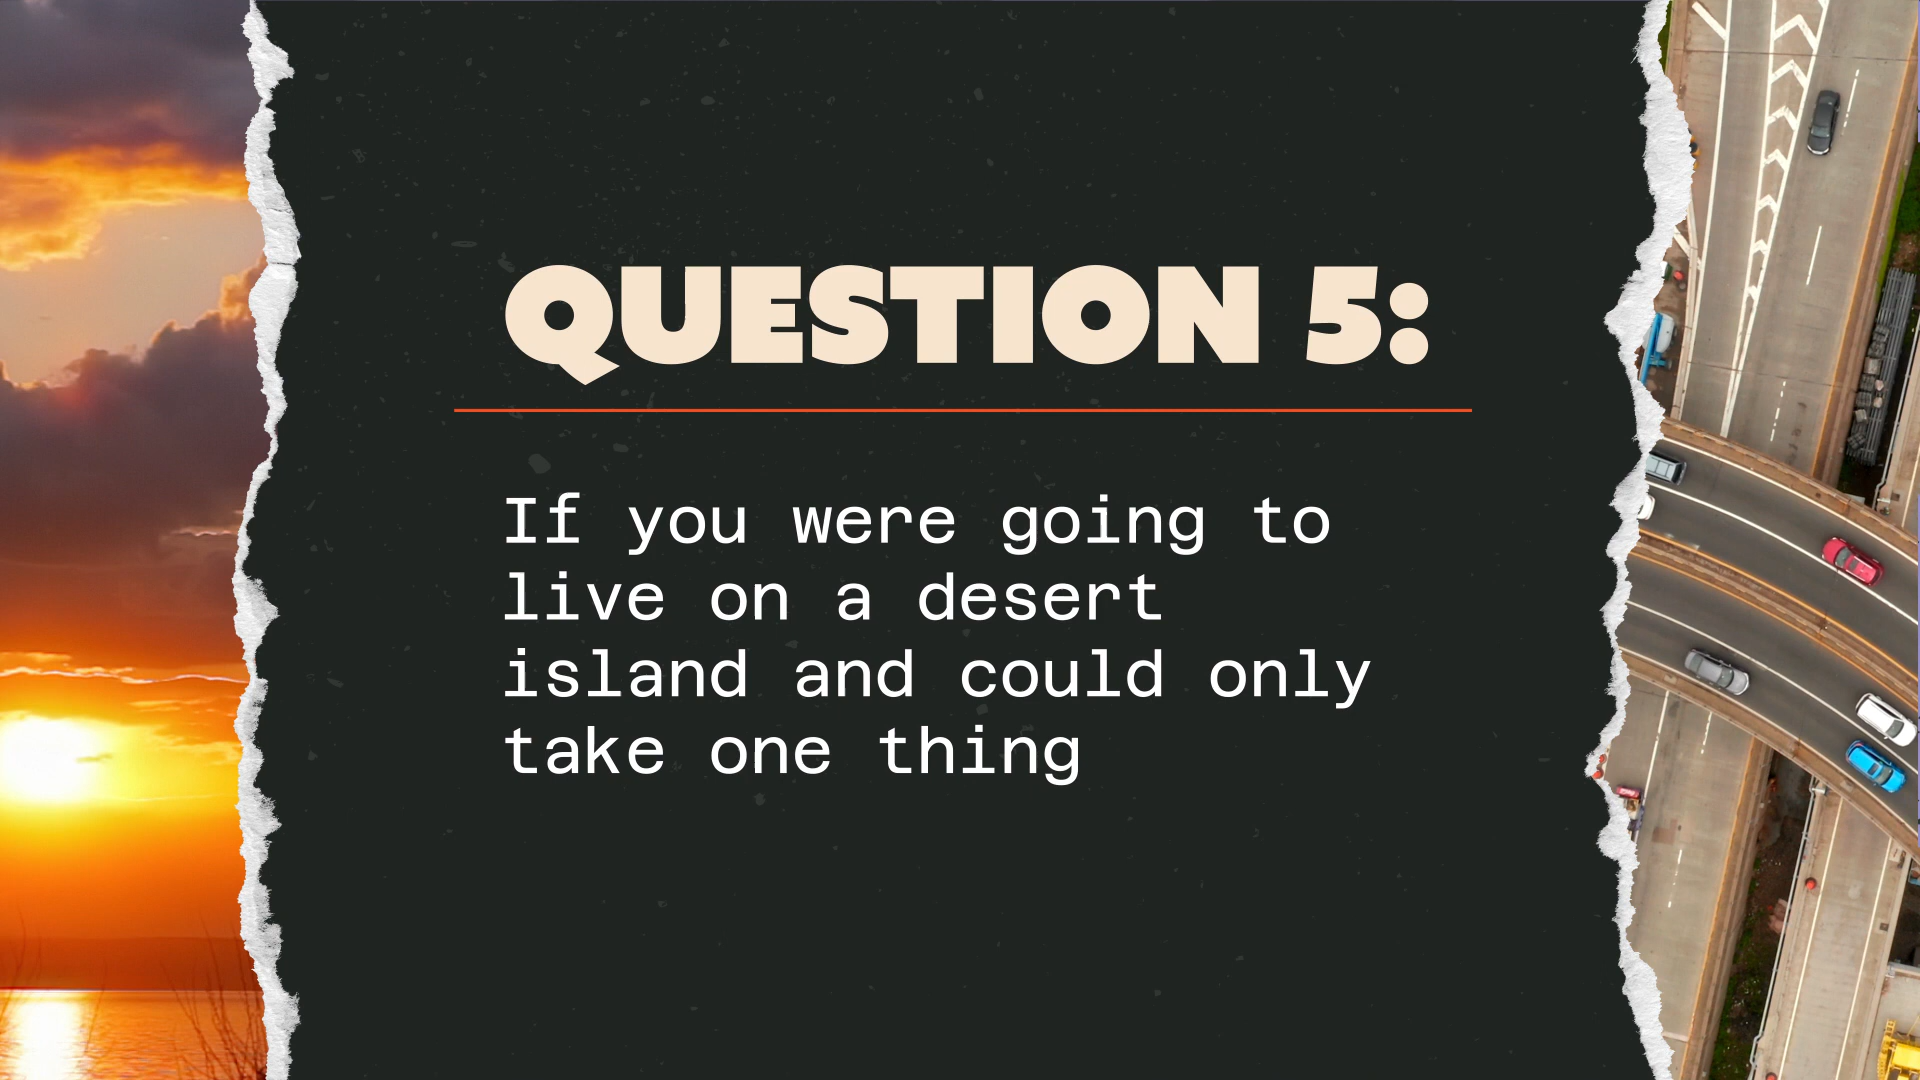 QUESTION 5:
If you were going to
live on a desert
island and could only
take one thing